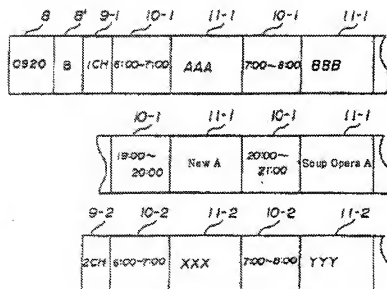 8 8' 9-1 10-1 11-1 10-1 11-1
0920 B 1CH 6:00~7:00 AAA 7:00~8:00 BBB
10-1 11-1 10-1 11-1
19:00~ 20:00 New A 20:00~ 21:00 Soup Opera A
9-2 10-2 11-2 10-2 11-2
2CH 6:00~7:00 XXX 7:00~8:00 YYY